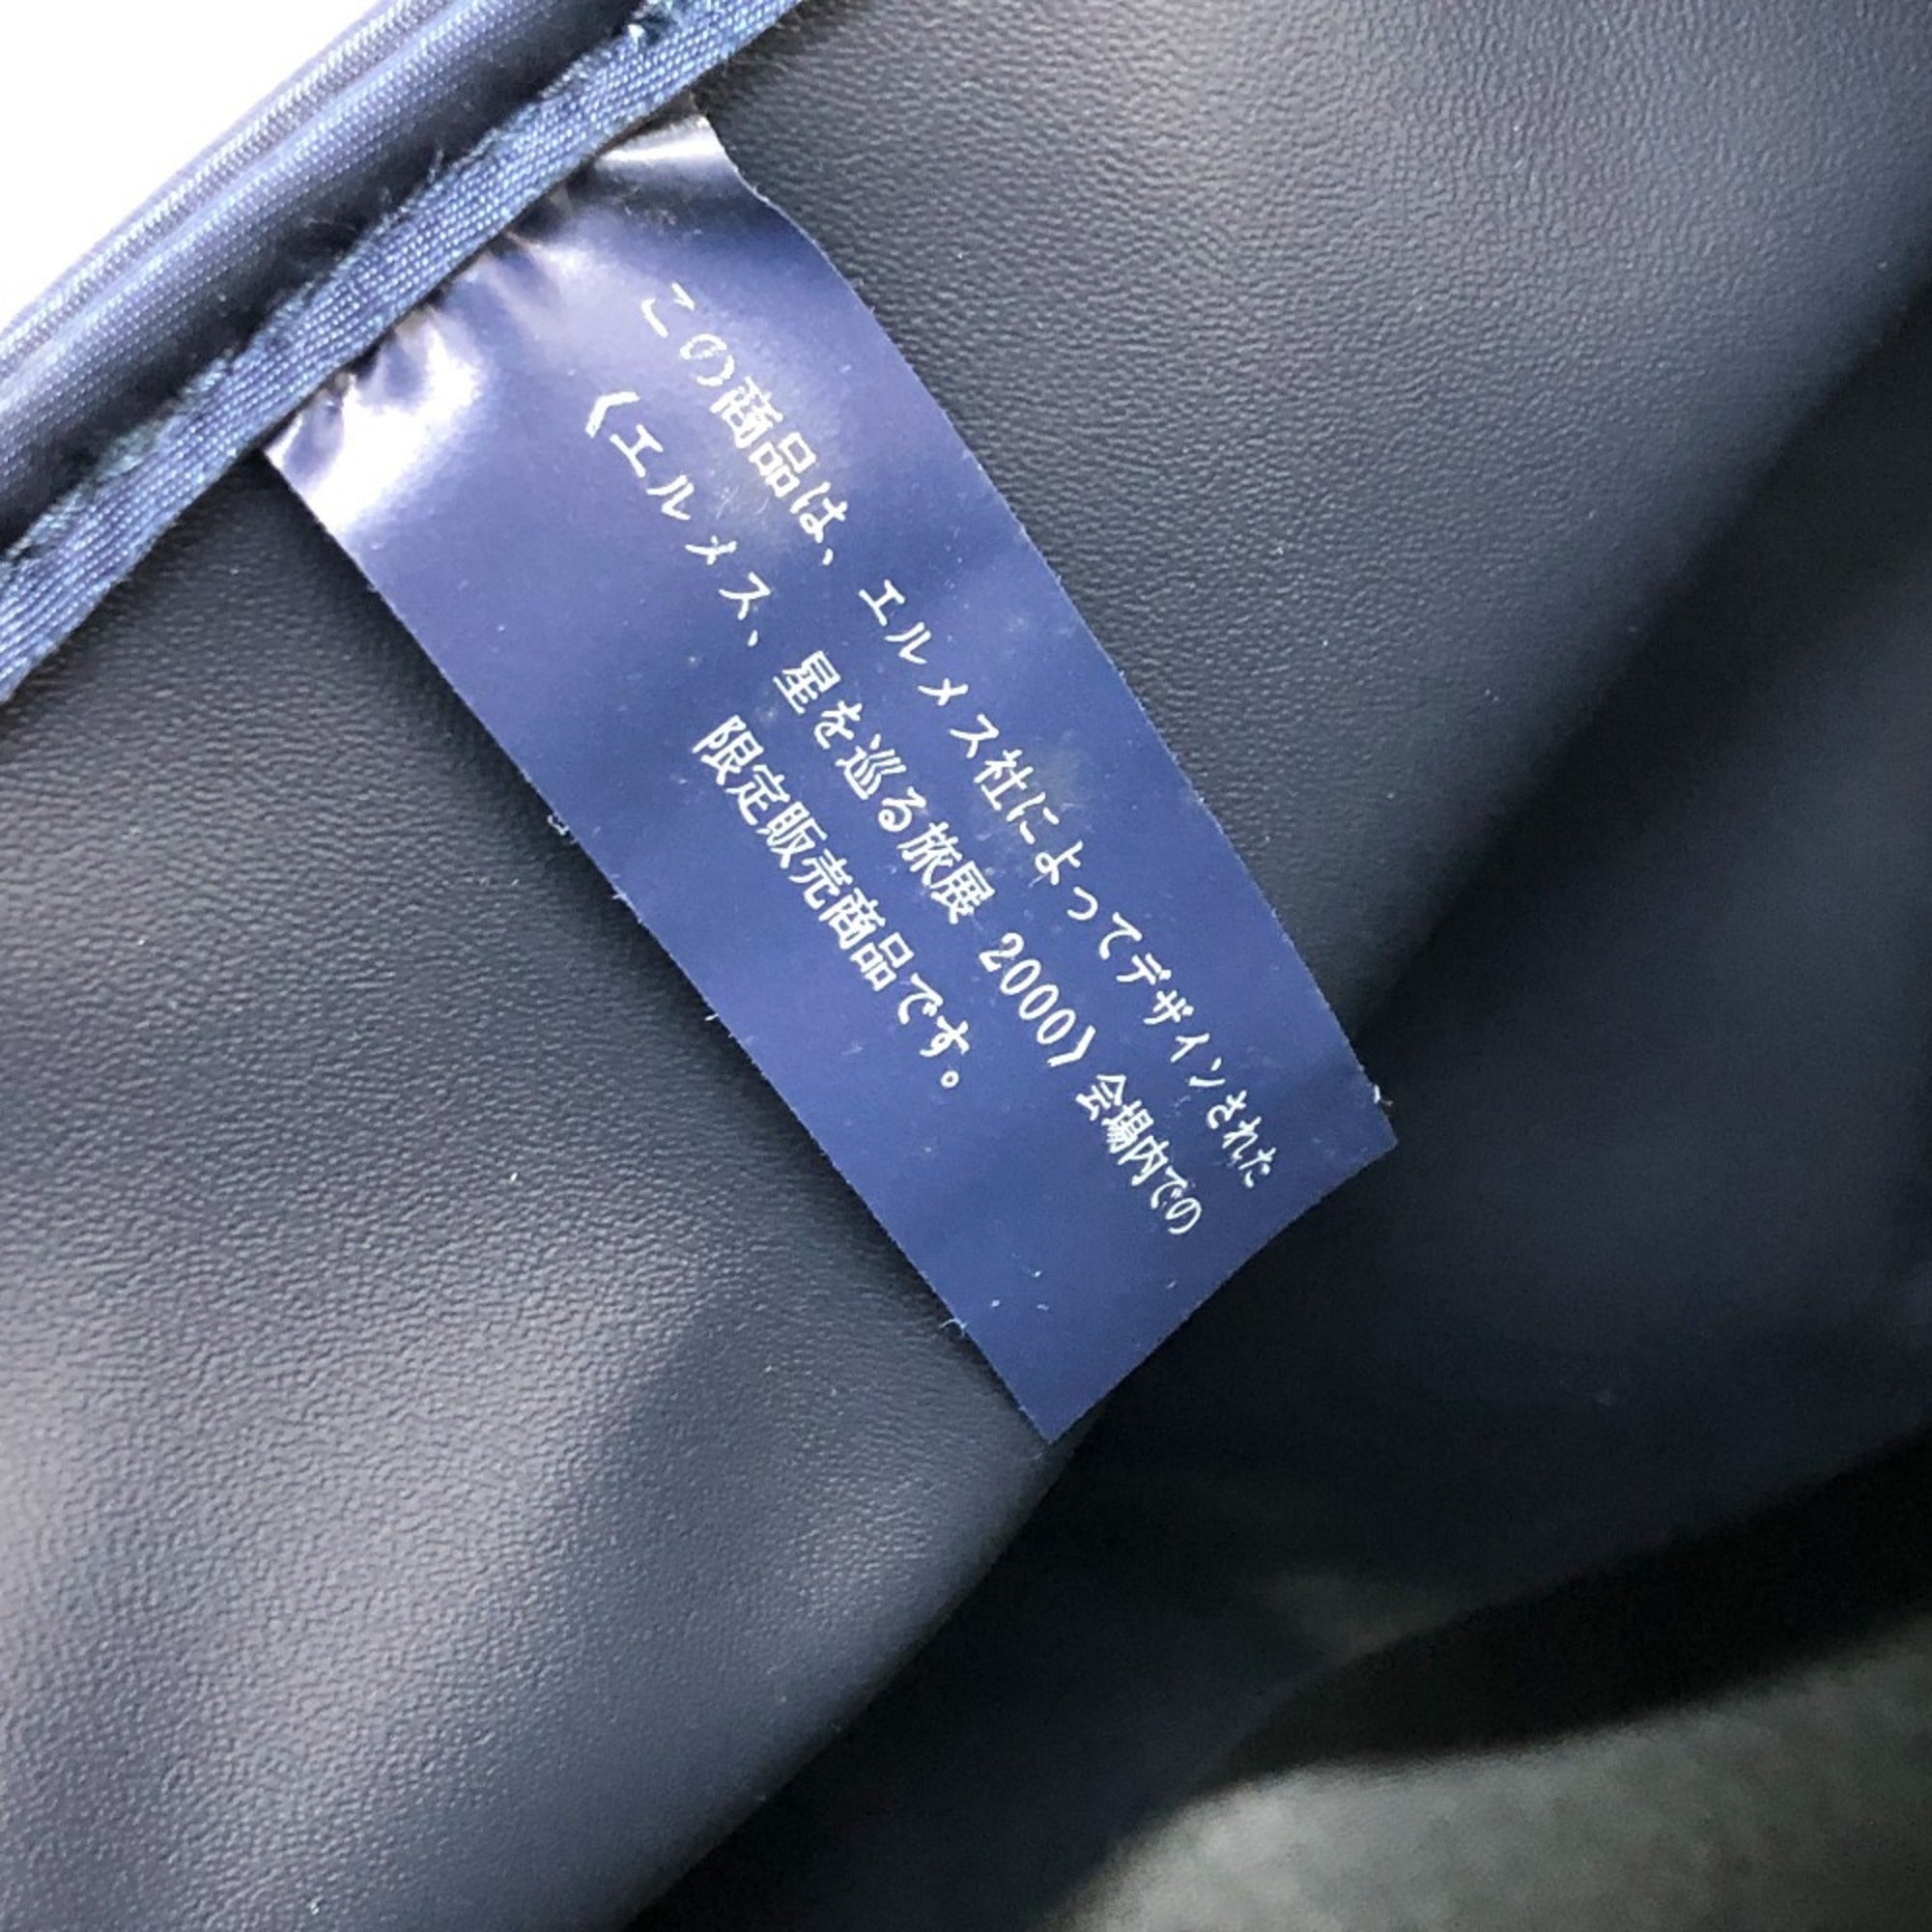 この商品は、エルメス社によってデザインされた
《エルメス、星を巡る旅展 2000》会場内での
限定販売商品です。